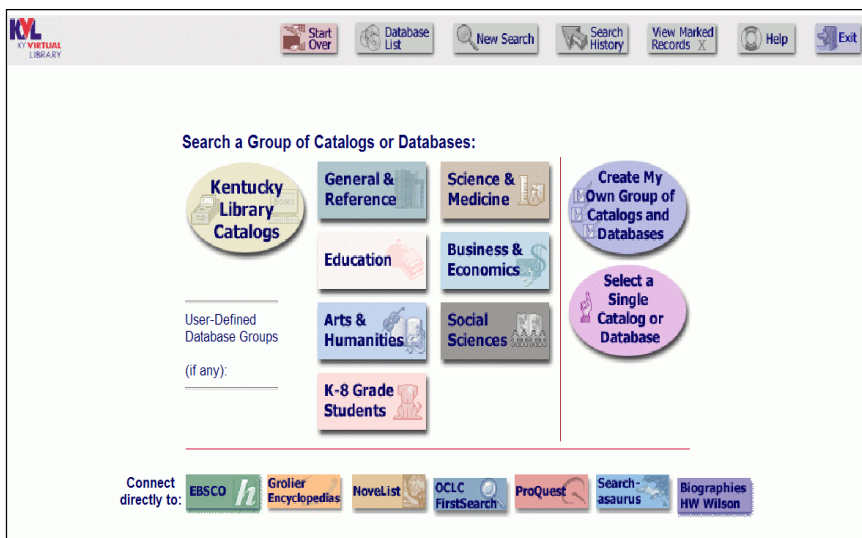 KYVL
KY VIRTUAL
LIBRARY
Start
Over
Database
List
New Search
Search
History
View Marked
Records X
Help
Exit
Search a Group of Catalogs or Databases:
Kentucky
Library
Catalogs
General &
Reference
Science &
Medicine
Create My
Own Group of
Catalogs and
Databases
Education
Business &
Economics
Select a
Single
Catalog or
Database
User-Defined
Database Groups
(if any):
Arts &
Humanities
Social
Sciences
K-8 Grade
Students
Connect
directly to:
EBSCO h
Grolier
Encyclopedias
NoveList
OCLC
FirstSearch
ProQuest
Search-
asaurus
Biographies
HW Wilson